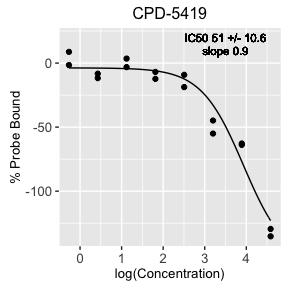 CPD-5419
IC50 51 +/- 10.6
slope 0.9
% Probe Bound
0
-50
-100
0 1 2 3 4
log(Concentration)